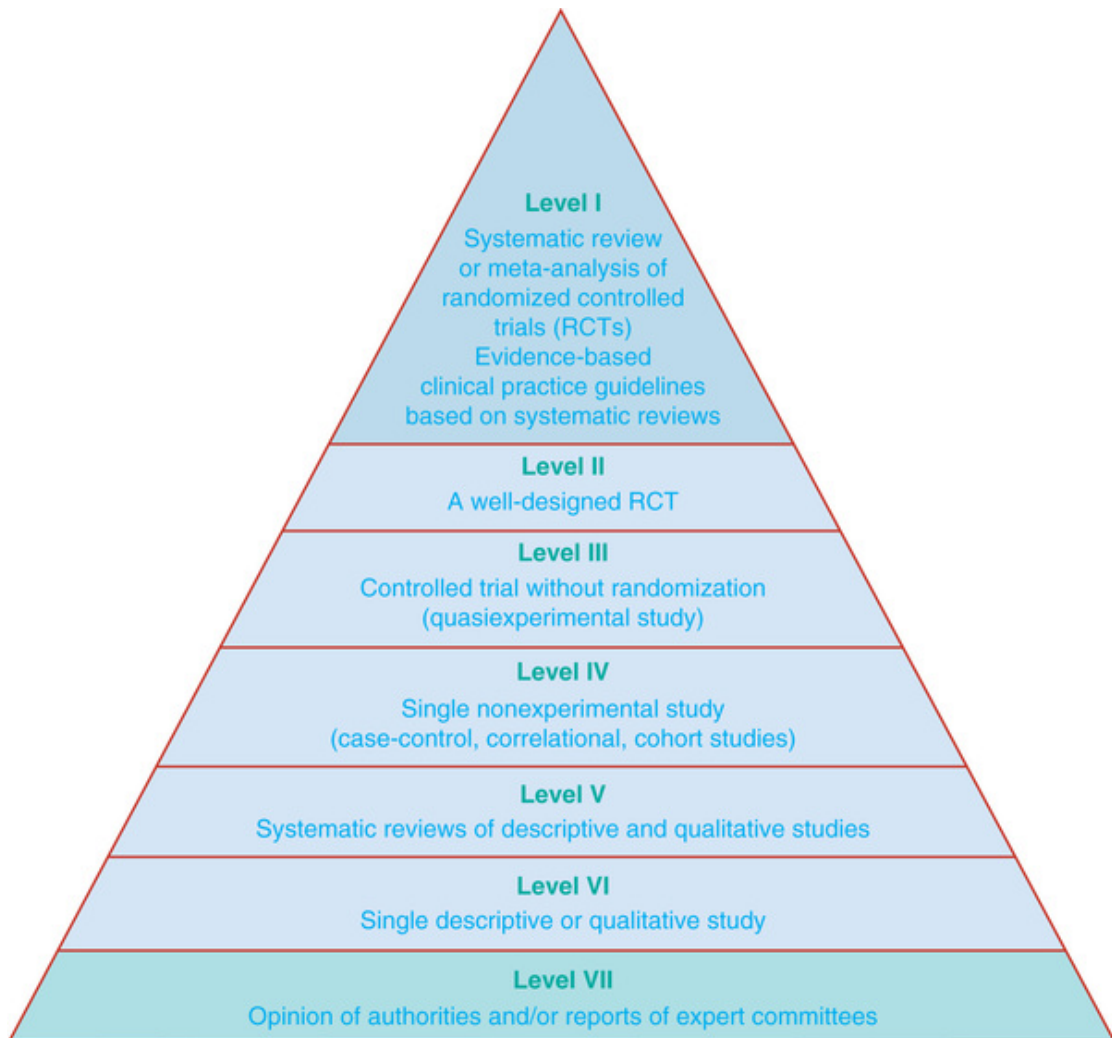 Level I
Systematic review
or meta-analysis of
randomized controlled
trials (RCTs)
Evidence-based
clinical practice guidelines
based on systematic reviews
Level II
A well-designed RCT
Level III
Controlled trial without randomization
(quasiexperimental study)
Level IV
Single nonexperimental study
(case-control, correlational, cohort studies)
Level V
Systematic reviews of descriptive and qualitative studies
Level VI
Single descriptive or qualitative study
Level VII
Opinion of authorities and/or reports of expert committees